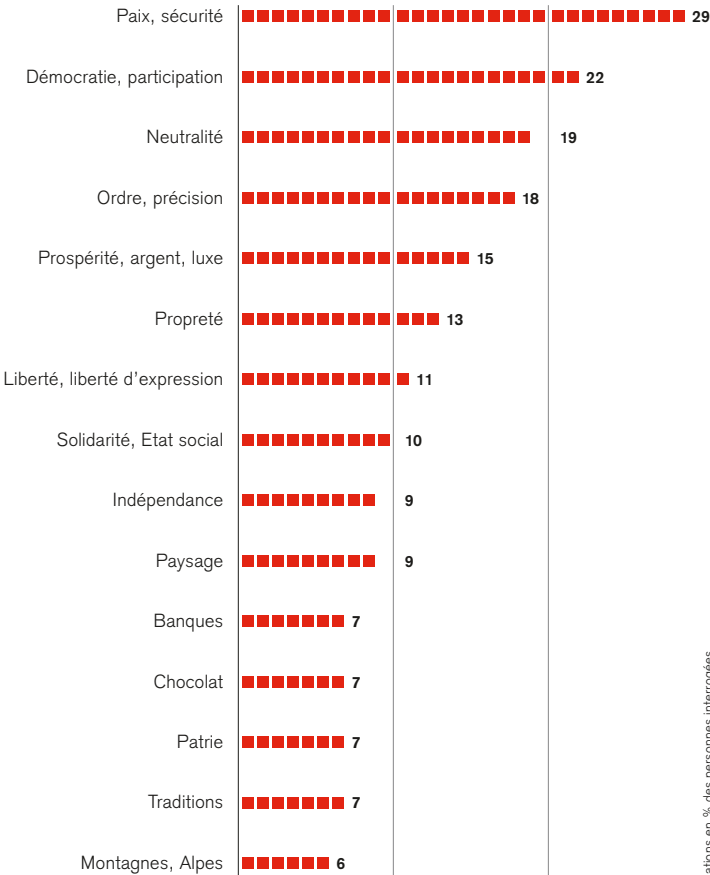 Paix, sécurité 29
Démocratie, participation 22
Neutralité 19
Ordre, précision 18
Prospérité, argent, luxe 15
Propreté 13
Liberté, liberté d'expression 11
Solidarité, Etat social 10
Indépendance 9
Paysage 9
Banques 7
Chocolat 7
Patrie 7
Traditions 7
Montagnes, Alpes 6
en % des personnes interrogées